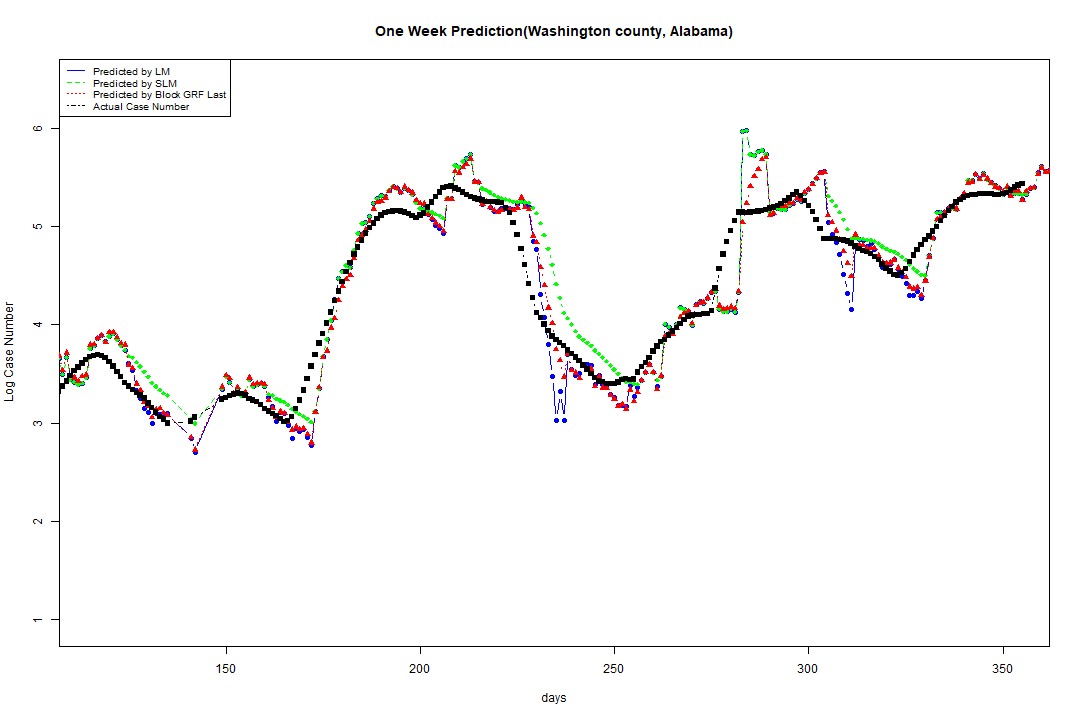 One Week Prediction(Washington county, Alabama)
Predicted by LM
Predicted by SLM
Predicted by Block GRF Last
Actual Case Number
Log Case Number
6
5
4
3
2
1
150 200 250 300 350
days